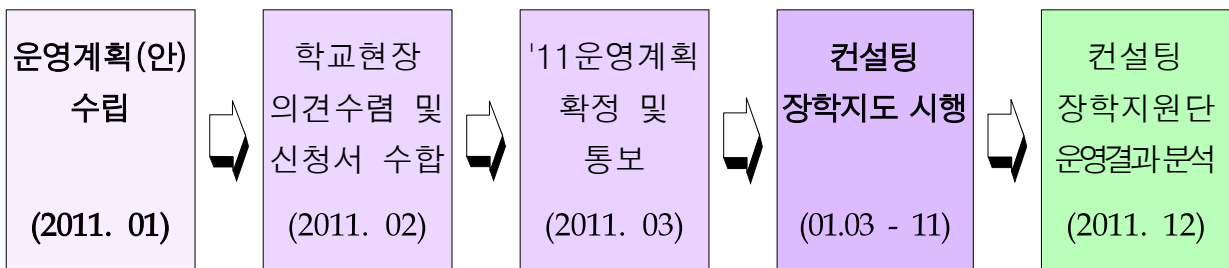 운영계획(안)
수립
(2011. 01)
학교현장
의견수렴 및
신청서 수합
(2011. 02)
'11운영계획
확정 및
통보
(2011. 03)
컨설팅
장학지도 시행
(01.03 - 11)
컨설팅
장학지원단
운영결과 분석
(2011. 12)